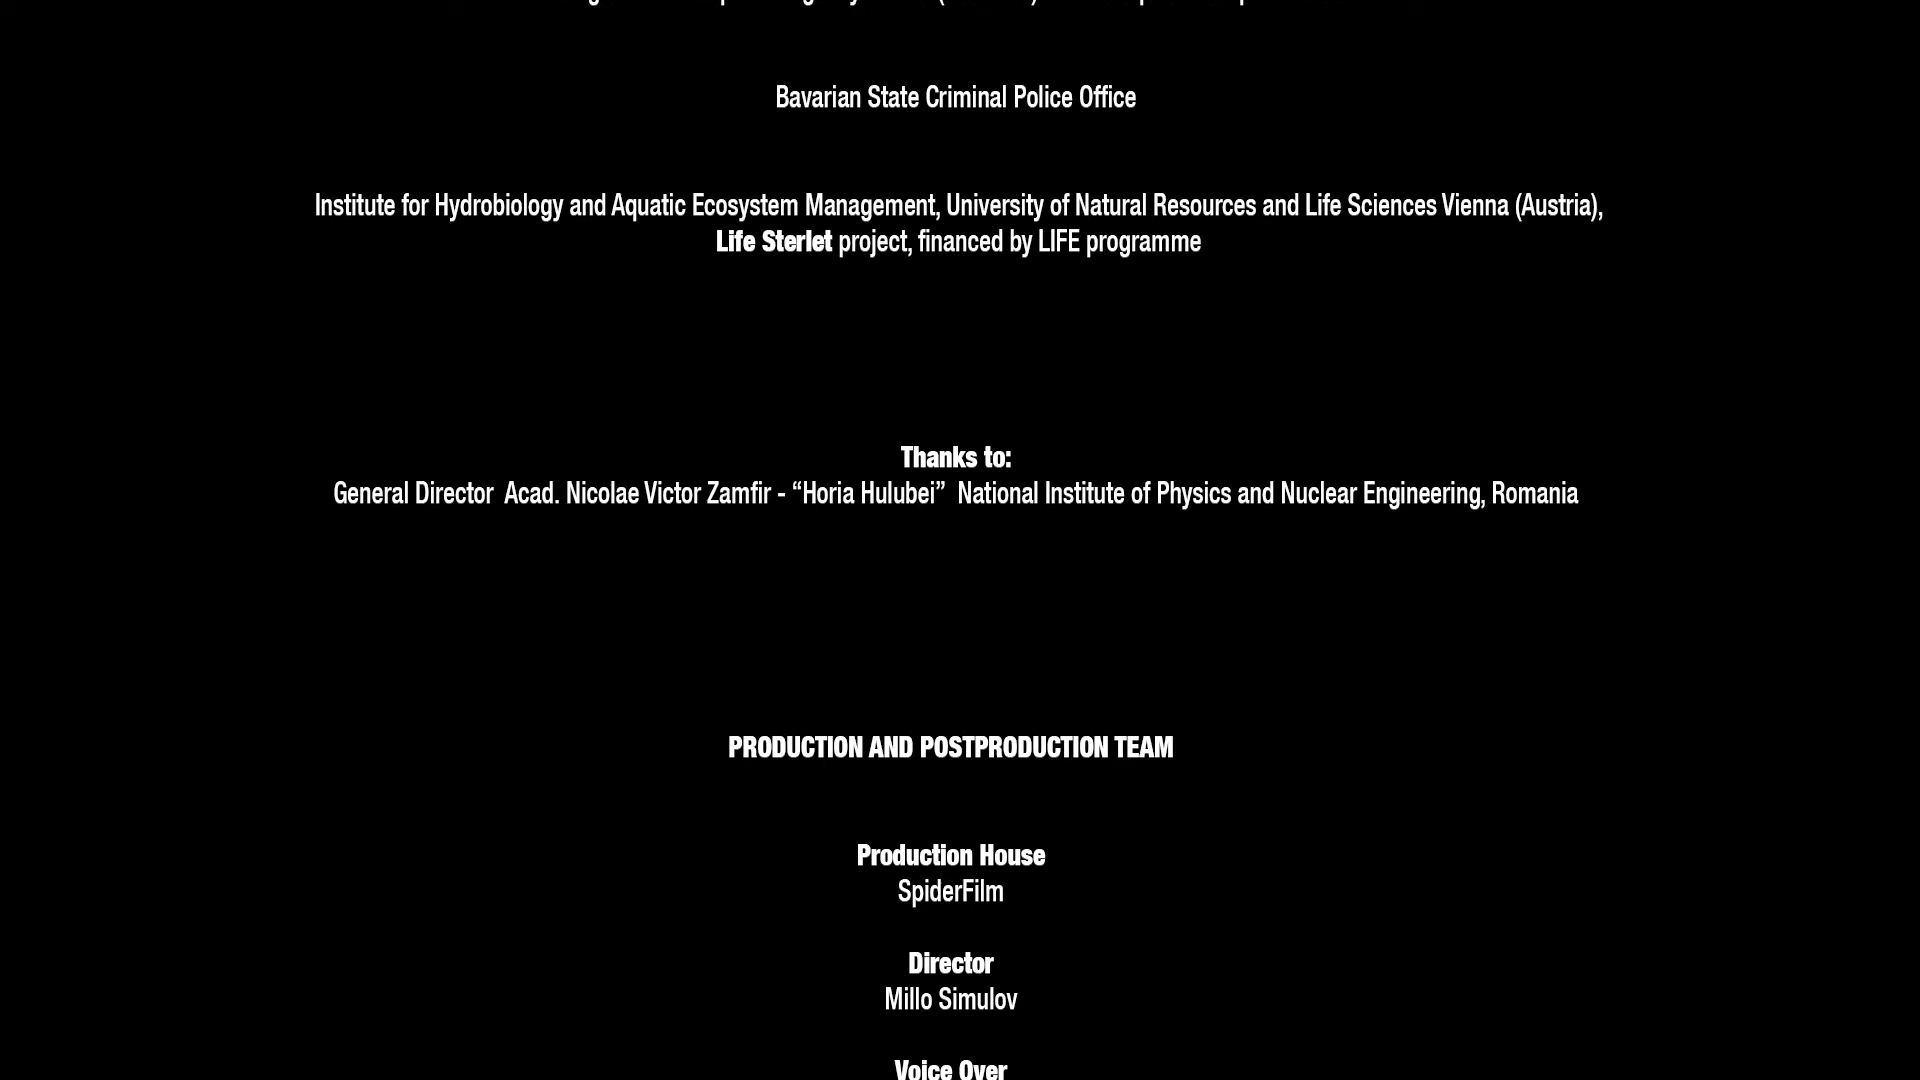 Bavarian State Criminal Police Office
Institute for Hydrobiology and Aquatic Ecosystem Management, University of Natural Resources and Life Sciences Vienna (Austria),
Life Sterlet project, financed by LIFE programme
Thanks to:
General Director  Acad. Nicolae Victor Zamfir - “Horia Hulubei”  National Institute of Physics and Nuclear Engineering, Romania
PRODUCTION AND POSTPRODUCTION TEAM
Production House
SpiderFilm
Director
Millo Simulov
Voice Over